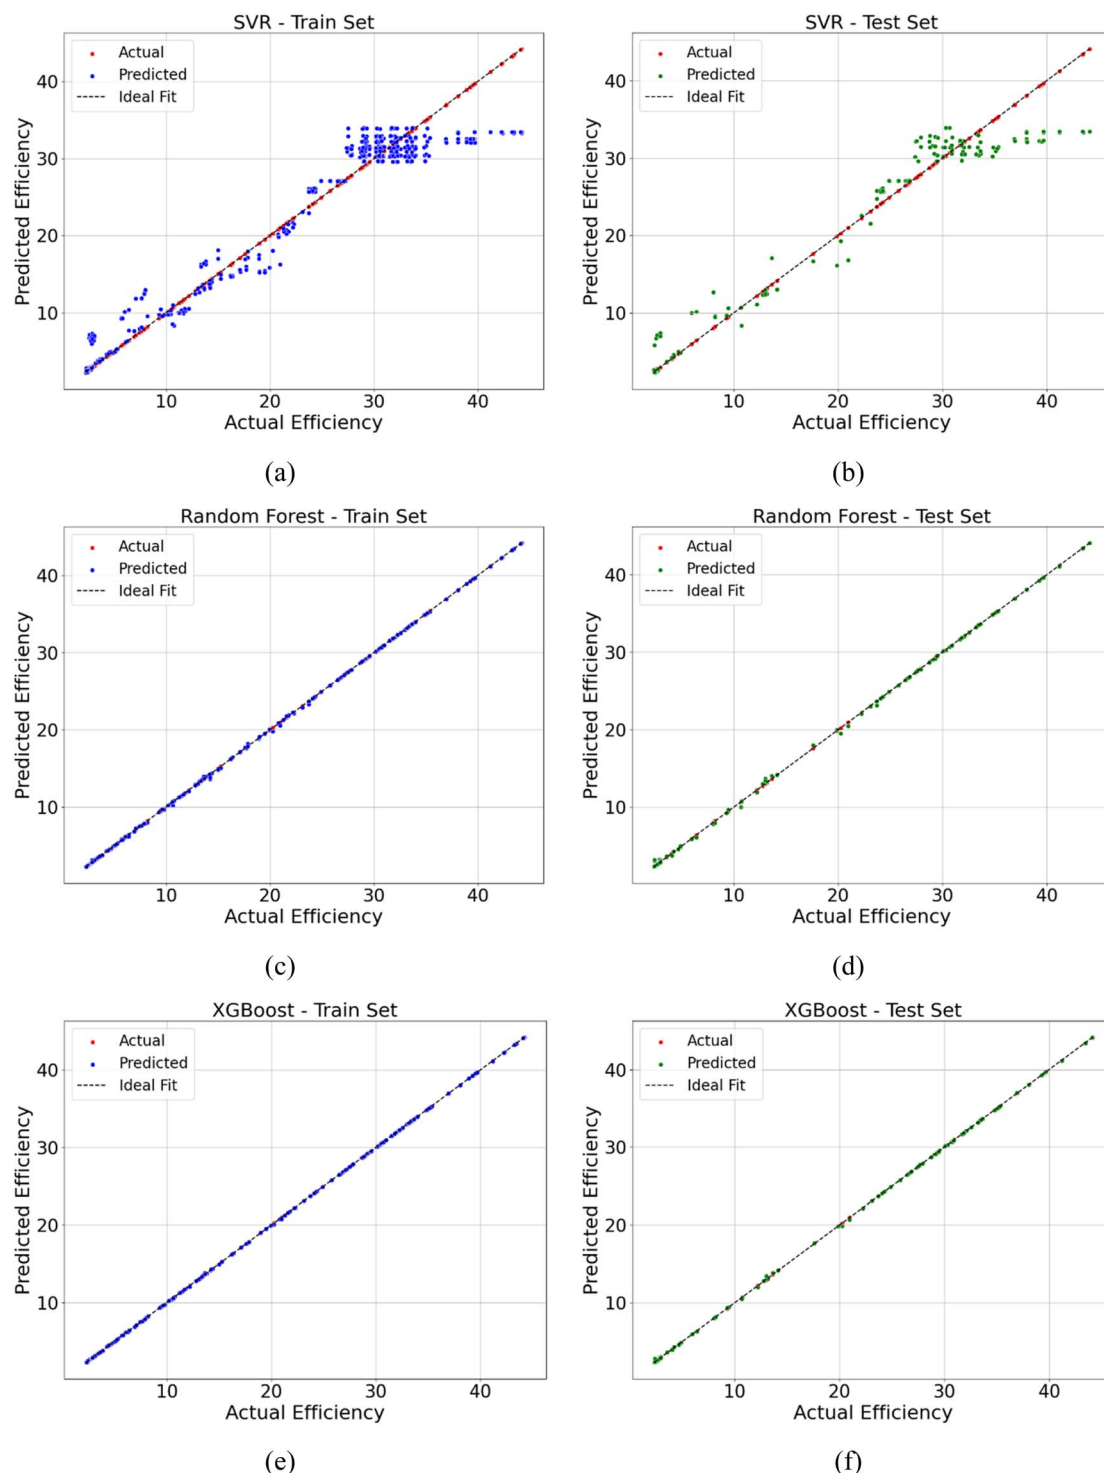 SVR - Train Set
Actual
Predicted
Ideal Fit
Predicted Efficiency
40
30
20
10
10 20 30 40
Actual Efficiency
(a)
SVR - Test Set
Actual
Predicted
Ideal Fit
Predicted Efficiency
40
30
20
10
10 20 30 40
Actual Efficiency
(b)
Random Forest - Train Set
Actual
Predicted
Ideal Fit
Predicted Efficiency
40
30
20
10
10 20 30 40
Actual Efficiency
(c)
Random Forest - Test Set
Actual
Predicted
Ideal Fit
Predicted Efficiency
40
30
20
10
10 20 30 40
Actual Efficiency
(d)
XGBoost - Train Set
Actual
Predicted
Ideal Fit
Predicted Efficiency
40
30
20
10
10 20 30 40
Actual Efficiency
(e)
XGBoost - Test Set
Actual
Predicted
Ideal Fit
Predicted Efficiency
40
30
20
10
10 20 30 40
Actual Efficiency
(f)